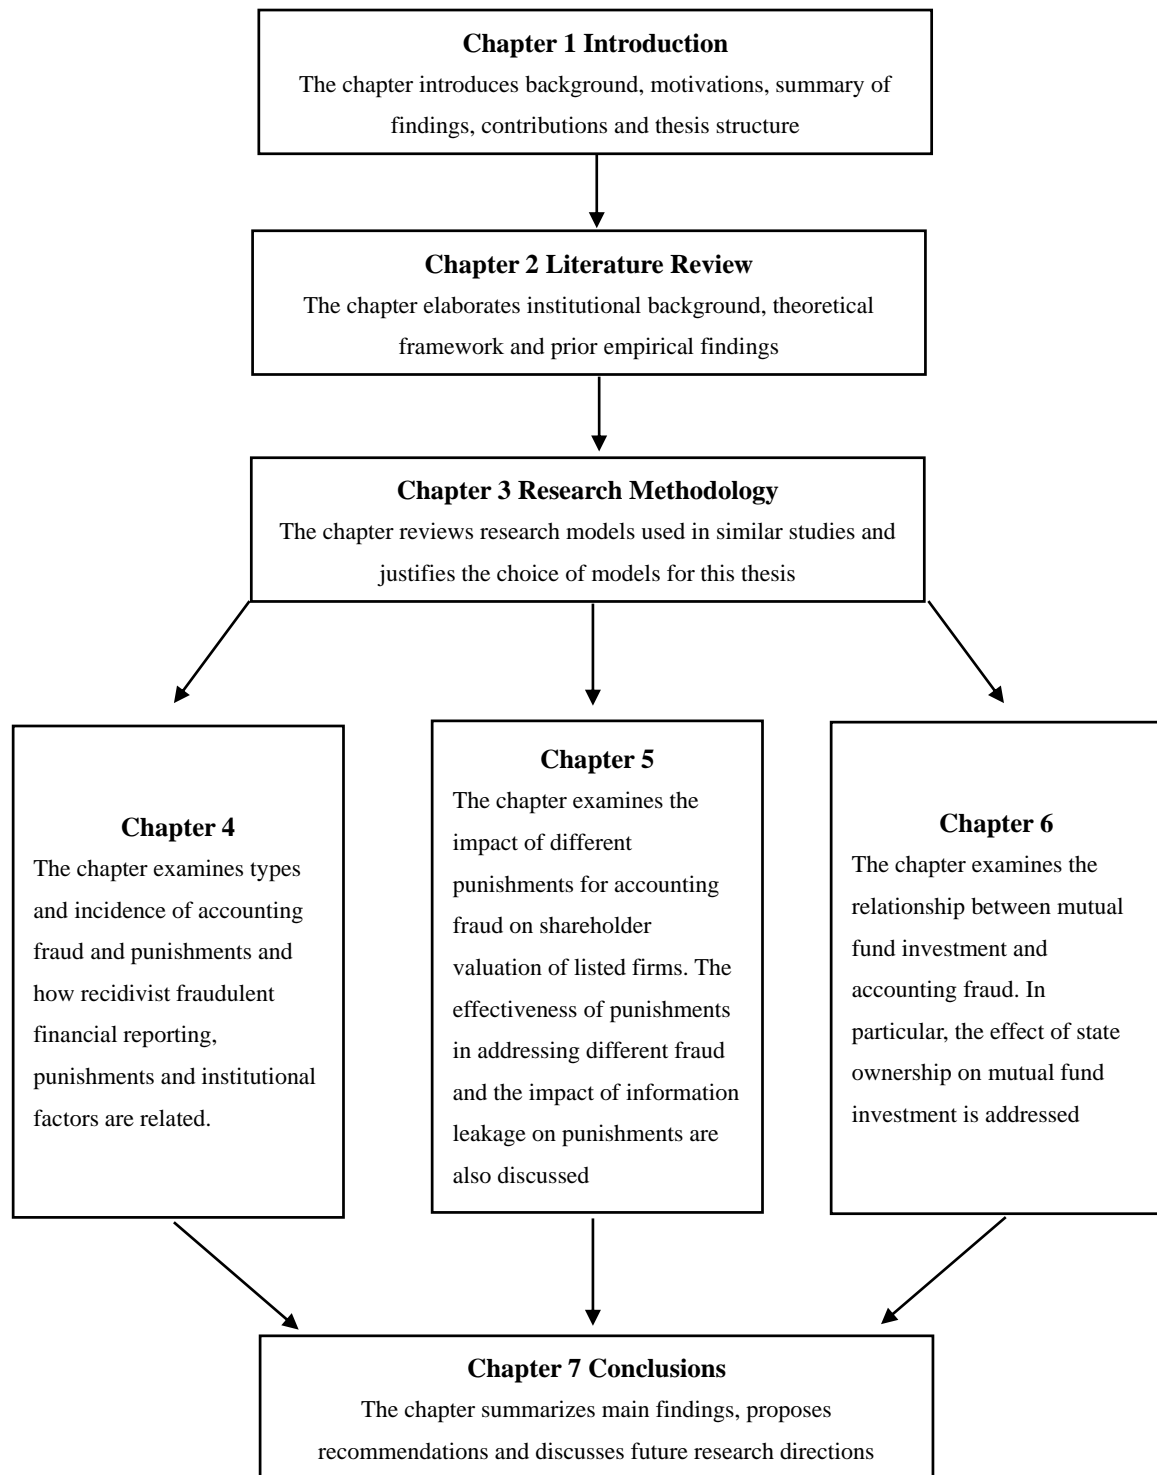 Chapter 1 Introduction
The chapter introduces background, motivations, summary of
findings, contributions and thesis structure
Chapter 2 Literature Review
The chapter elaborates institutional background, theoretical
framework and prior empirical findings
Chapter 3 Research Methodology
The chapter reviews research models used in similar studies and
justifies the choice of models for this thesis
Chapter 4
The chapter examines types
and incidence of accounting
fraud and punishments and
how recidivist fraudulent
financial reporting,
punishments and institutional
factors are related.
Chapter 5
The chapter examines the
impact of different
punishments for accounting
fraud on shareholder
valuation of listed firms. The
effectiveness of punishments
in addressing different fraud
and the impact of information
leakage on punishments are
also discussed
Chapter 6
The chapter examines the
relationship between mutual
fund investment and
accounting fraud. In
particular, the effect of state
ownership on mutual fund
investment is addressed
Chapter 7 Conclusions
The chapter summarizes main findings, proposes
recommendations and discusses future research directions